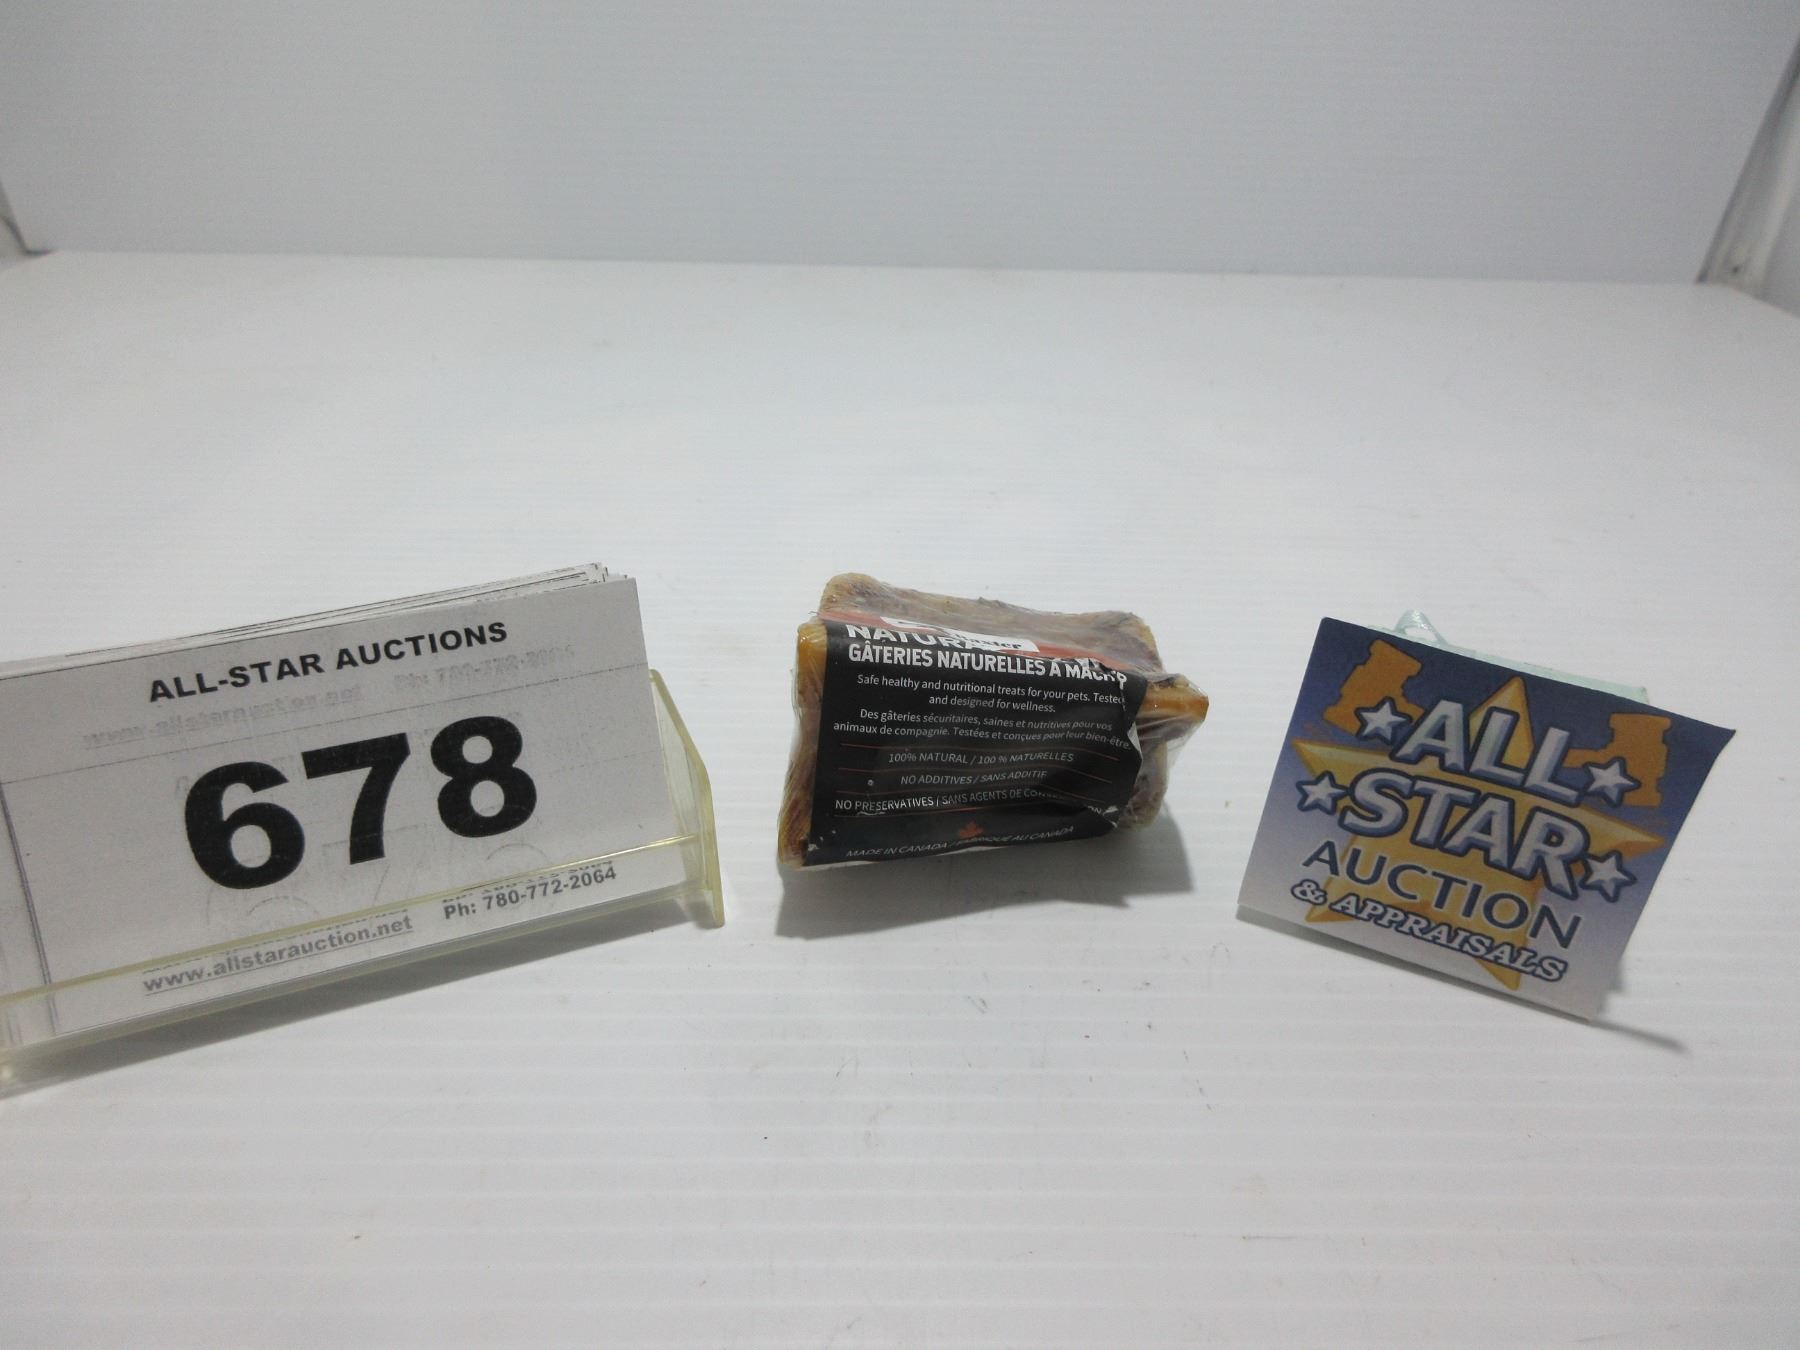 ALL-STAR AUCTIONS
678
www.allstarauction.net
Ph: 780-772-2064
GÂTERIES NATURELLES À
Safe healthy and nutritional treats for your pets.
and designed for wellness.
Des gâteries sécuritaires, saines et nutritives pour vos
animaux de compagnie. Testées et conçues pour leur bien-être.
100% NATURAL / 100 % NATURELLES
NO ADDITIVES / SANS ADDITIF
NO PRESERVATIVES / SANS AGENTS DE
MADE IN CANADA / FABRIQUÉ AU CANADA
ALL
STAR
AUCTION
& APPRAISALS